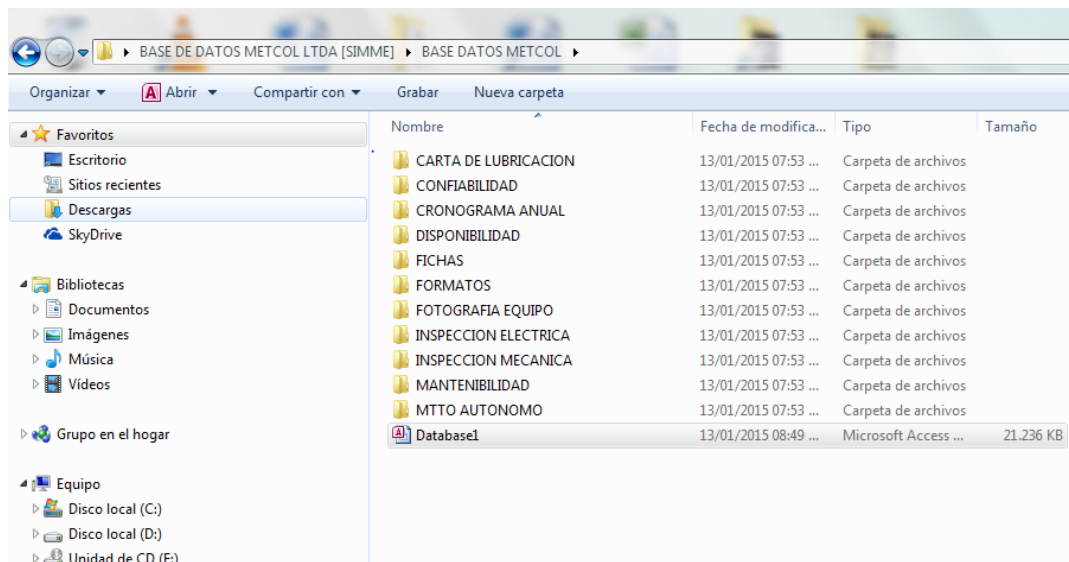 BASE DE DATOS METCOL LTDA [SIMME] BASE DATOS METCOL
Organizar Abrir Compartir con Grabar Nueva carpeta
Favoritos
Escritorio
Sitios recientes
Descargas
SkyDrive
Bibliotecas
Documentos
Imágenes
Música
Vídeos
Grupo en el hogar
Equipo
Disco local (C:)
Disco local (D:)
Unidad de CD (E:)
Nombre Fecha de modifica... Tipo Tamaño
CARTA DE LUBRICACION 13/01/2015 07:53 ... Carpeta de archivos
CONFIABILIDAD 13/01/2015 07:53 ... Carpeta de archivos
CRONOGRAMA ANUAL 13/01/2015 07:53 ... Carpeta de archivos
DISPONIBILIDAD 13/01/2015 07:53 ... Carpeta de archivos
FICHAS 13/01/2015 07:53 ... Carpeta de archivos
FORMATOS 13/01/2015 07:53 ... Carpeta de archivos
FOTOGRAFIA EQUIPO 13/01/2015 07:53 ... Carpeta de archivos
INSPECCION ELECTRICA 13/01/2015 07:53 ... Carpeta de archivos
INSPECCION MECANICA 13/01/2015 07:53 ... Carpeta de archivos
MANTENIBILIDAD 13/01/2015 07:53 ... Carpeta de archivos
MTTO AUTONOMO 13/01/2015 07:53 ... Carpeta de archivos
Database1 13/01/2015 08:49 ... Microsoft Access ... 21.236 KB